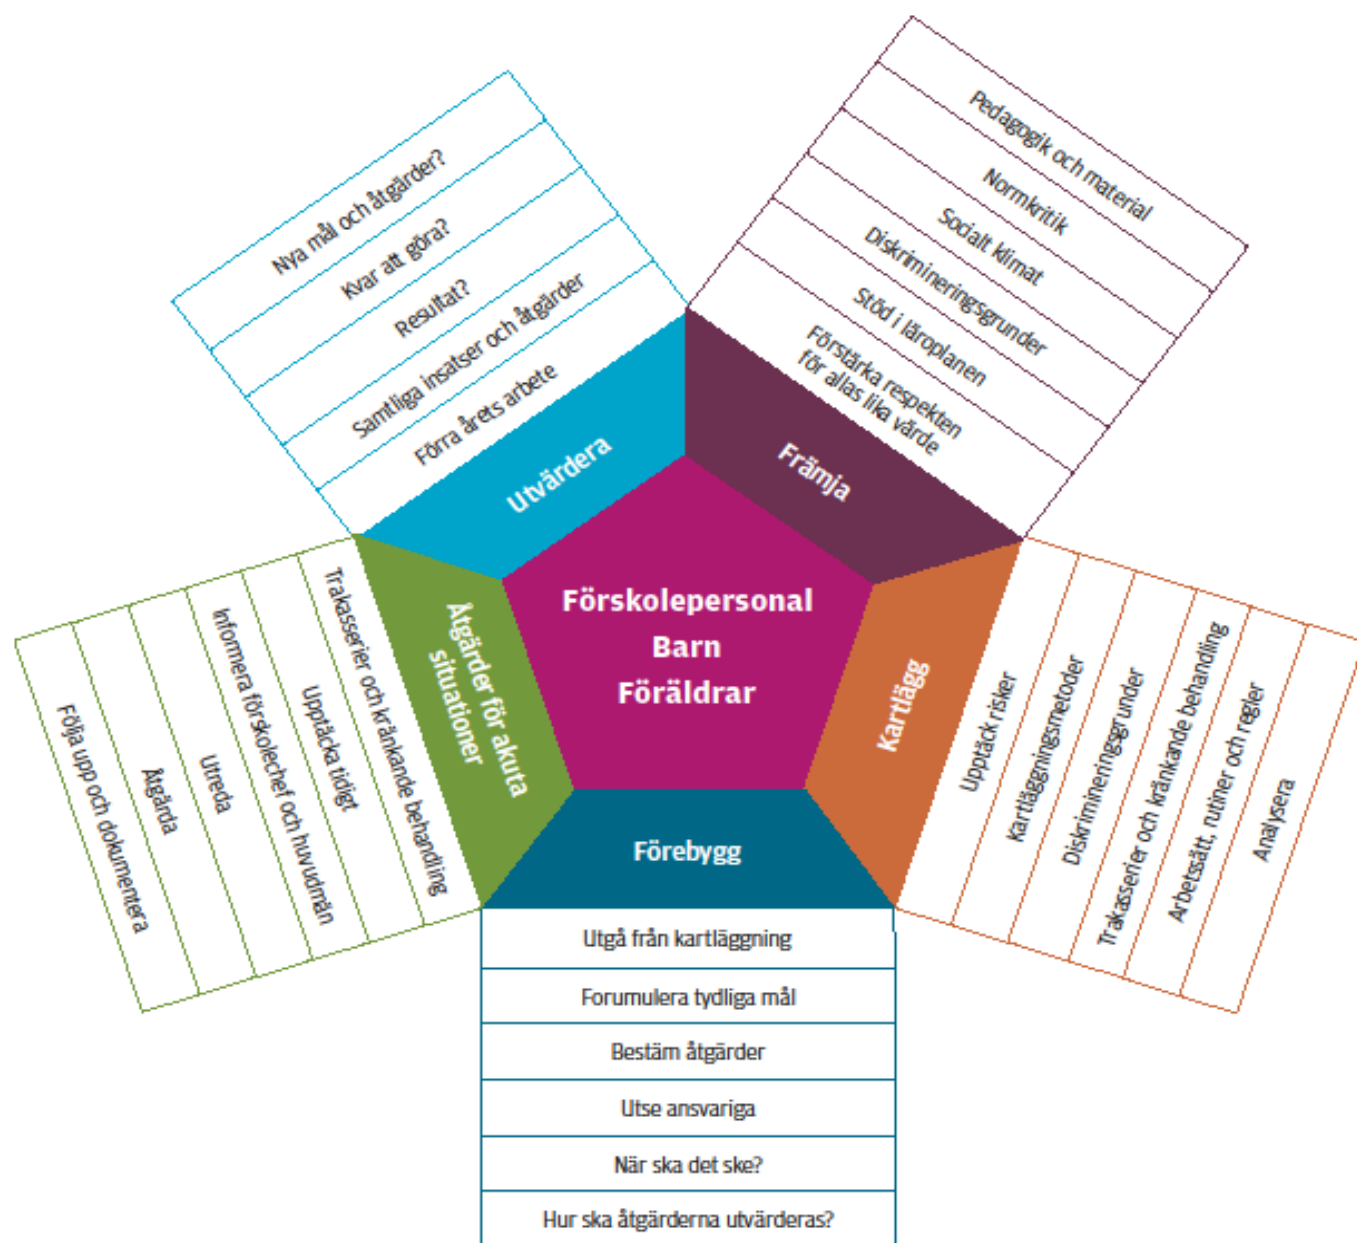 Förskolepersonal
Barn
Föräldrar
Främja
Förstärka respekten
för allas lika värde
Stöd i läroplanen
Diskrimineringsgrunder
Socialt klimat
Normkritik
Pedagogik och material
Kartlägg
Upptäck risker
Kartläggningsmetoder
Diskrimineringsgrunder
Trakasserier och kränkande behandling
Arbetssätt, rutiner och regler
Analysera
Förebygg
Utgå från kartläggning
Forumulera tydliga mål
Bestäm åtgärder
Utse ansvariga
När ska det ske?
Hur ska åtgärderna utvärderas?
Åtgärder för akuta
situationer
Trakasserier och kränkande behandling
Upptäcka tidigt
Informera förskolechef och huvudmän
Utreda
Åtgärda
Följa upp och dokumentera
Utvärdera
Förra årets arbete
Samtliga insatser och åtgärder
Resultat?
Kvar att göra?
Nya mål och åtgärder?